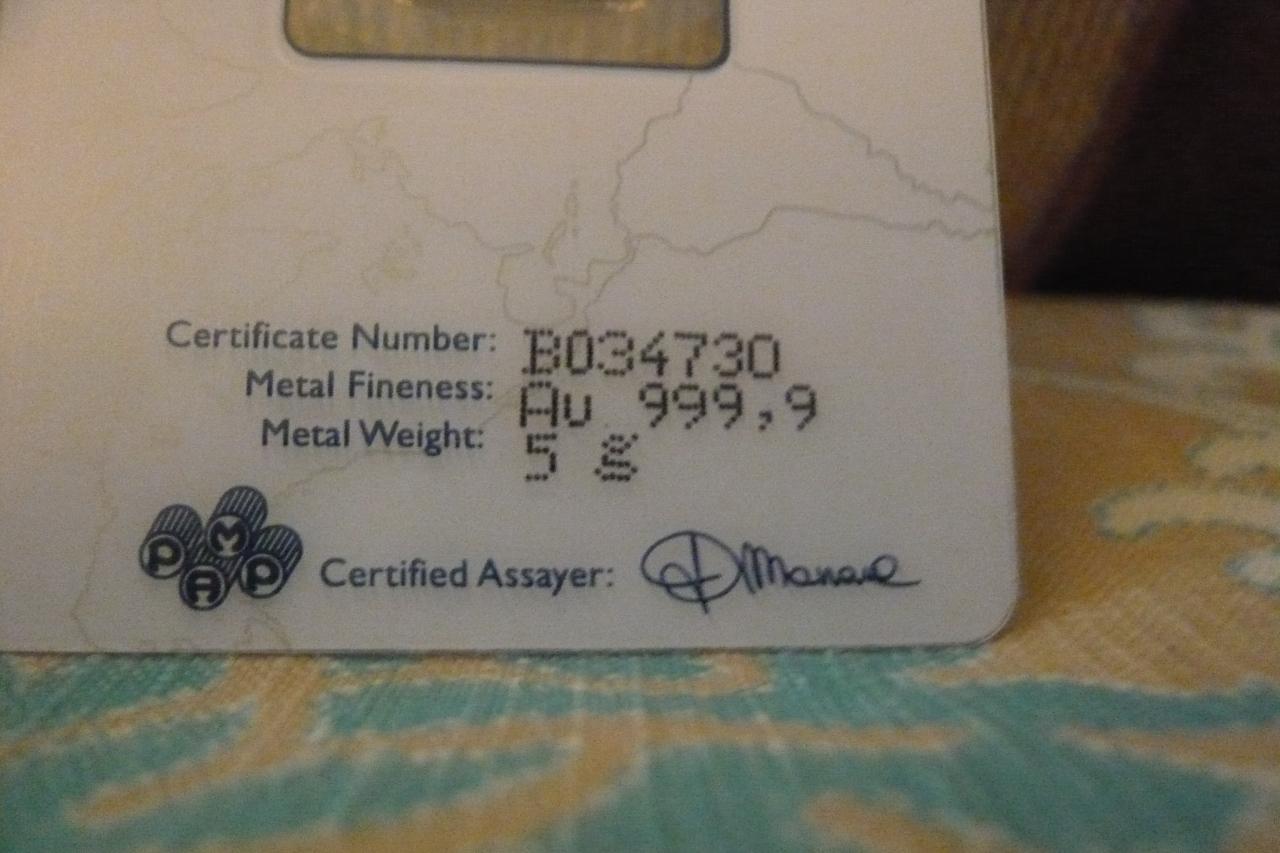 Certificate Number: B034730
Metal Fineness: Au 999,9
Metal Weight: 5 g
PAMP Certified Assayer: